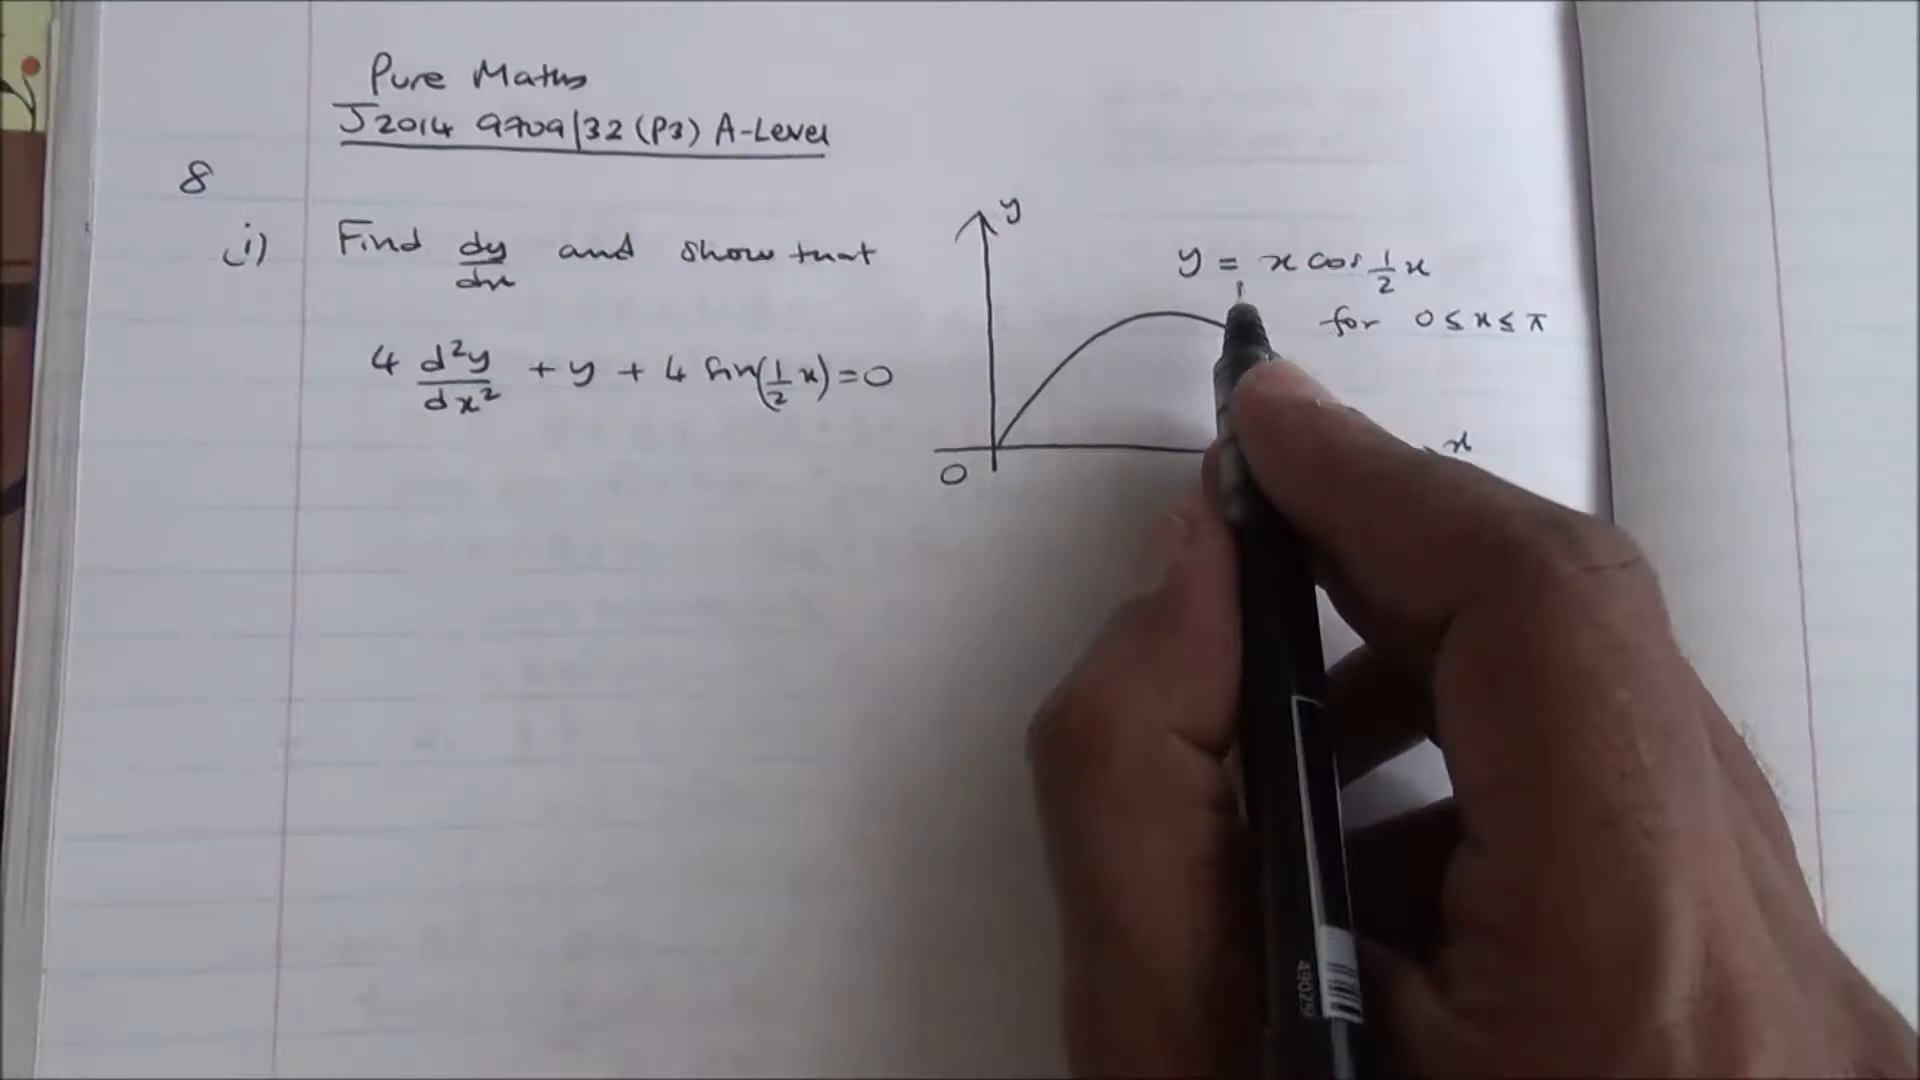 Pure Maths
J2014 9709/32 (P3) A-Level
8
(i) Find dy/dx and show that
4 d²y/dx² + y + 4 sin(1/2 x) = 0
y
y = x cos 1/2 x
for 0 ≤ x ≤ π
x
O